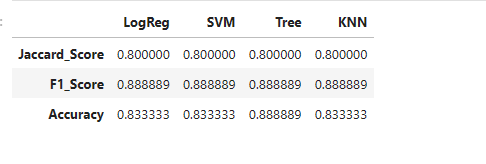 LogReg SVM Tree KNN
Jaccard_Score 0.800000 0.800000 0.800000 0.800000
F1_Score 0.888889 0.888889 0.888889 0.888889
Accuracy 0.833333 0.833333 0.888889 0.833333